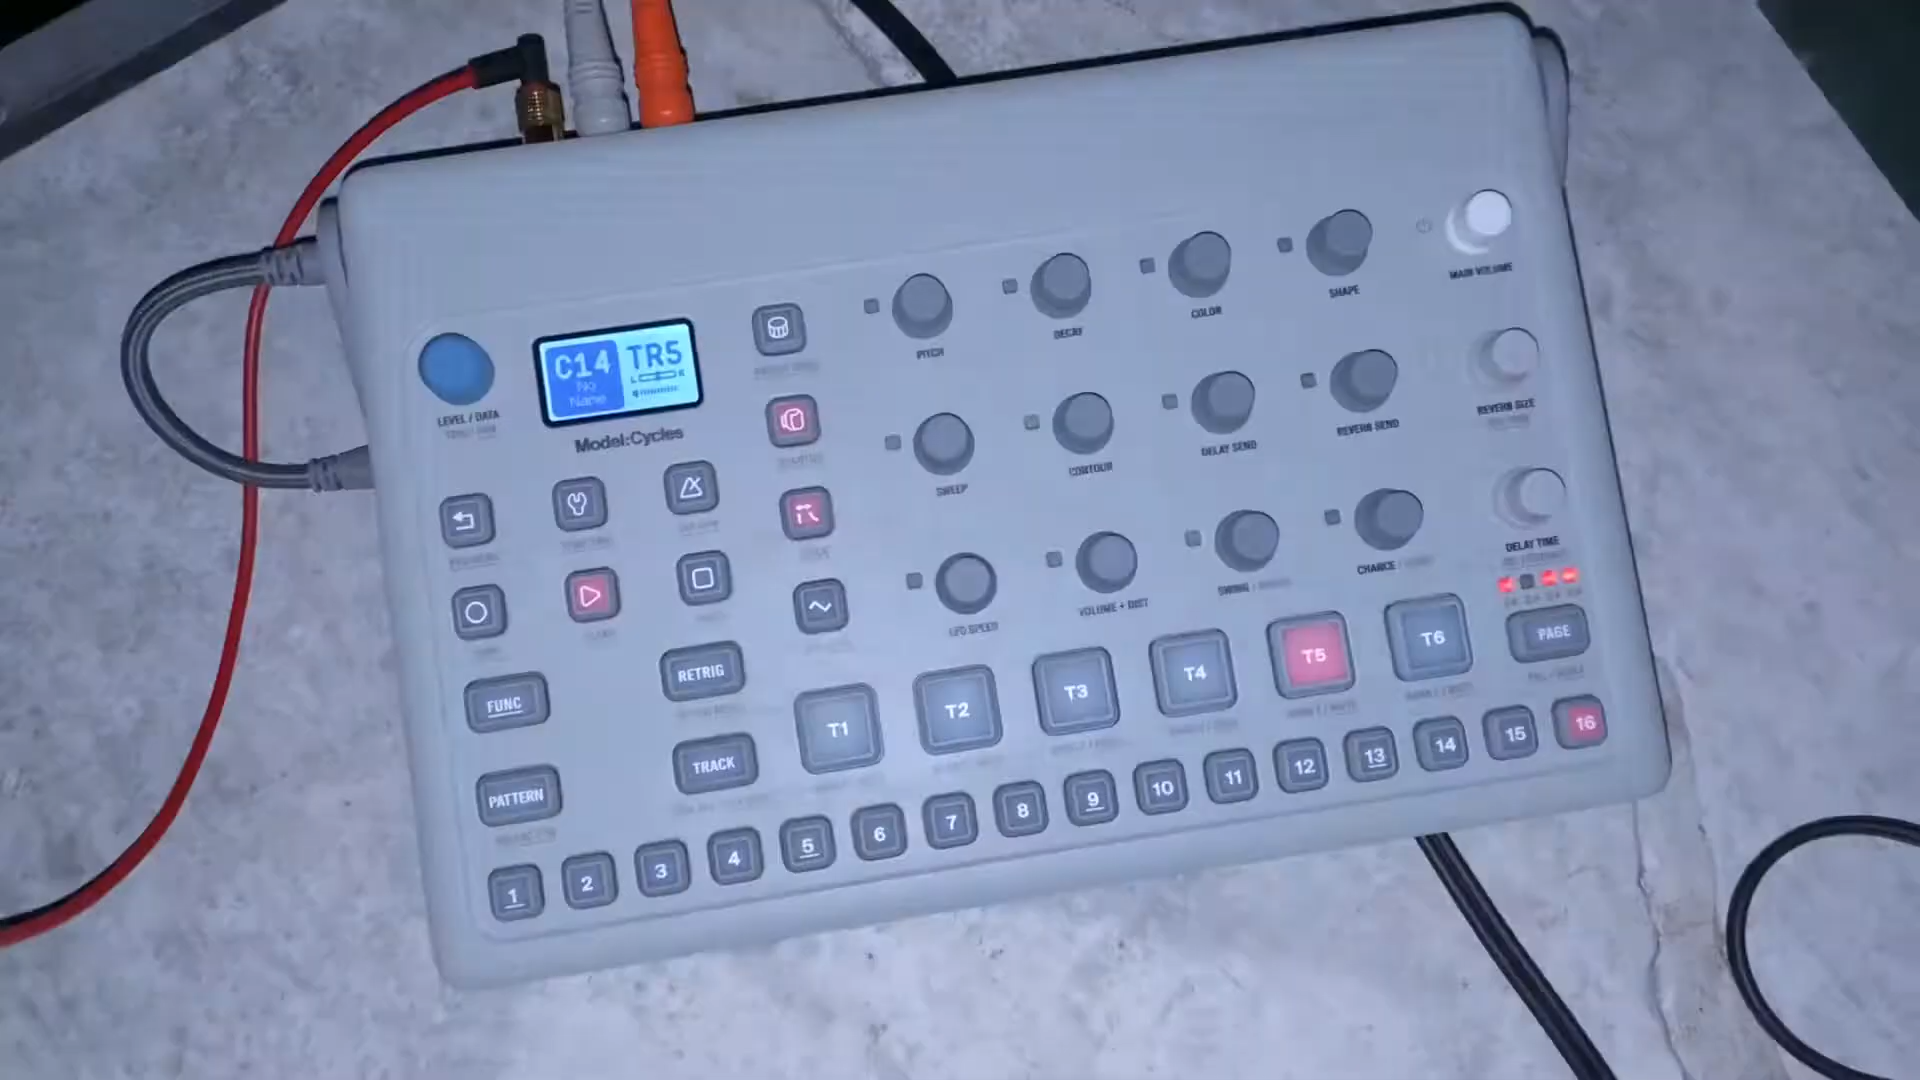 C14
TR5
No
Name
L
R
LEVEL / DATA
Model:Cycles
PITCH
DECAY
COLOR
SHAPE
MAIN VOLUME
SWEEP
CONTOUR
DELAY SEND
REVERB SEND
REVERB SIZE
LFO SPEED
VOLUME + DIST
SWING
CHANCE
DELAY TIME
FUNC
RETRIG
PATTERN
TRACK
T1
T2
T3
T4
T5
T6
PAGE
1
2
3
4
5
6
7
8
9
10
11
12
13
14
15
16